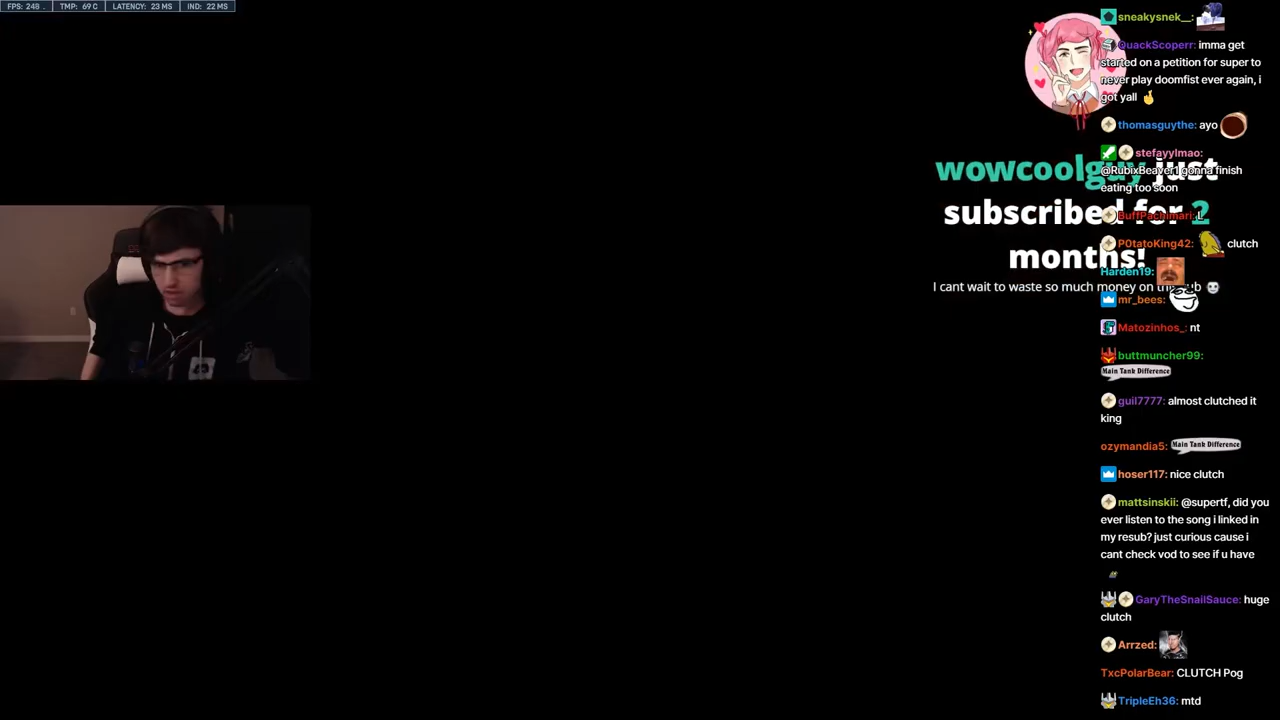 FPS: 248 . TMP: 69 C LATENCY: 23 MS IND: 22 MS
wowcoolguy just
subscribed for 2
months!
I cant wait to waste so much money on this sub
sneakysnek__:
QuackScoperr: imma get
started on a petition for super to
never play doomfist ever again, i
got yall
thomasguythe: ayo
stefayylmao:
@RubixBeaver1 gonna finish
eating too soon
BuffPachimari: L
P0tatoKing42: clutch
Harden19:
mr_bees:
Matozinhos_: nt
buttmuncher99:
Main Tank Difference
guil7777: almost clutched it
king
ozymandia5: Main Tank Difference
hoser117: nice clutch
mattsinskii: @supertf, did you
ever listen to the song i linked in
my resub? just curious cause i
cant check vod to see if u have
GaryTheSnailSauce: huge
clutch
Arrzed:
TxcPolarBear: CLUTCH Pog
TripleEh36: mtd